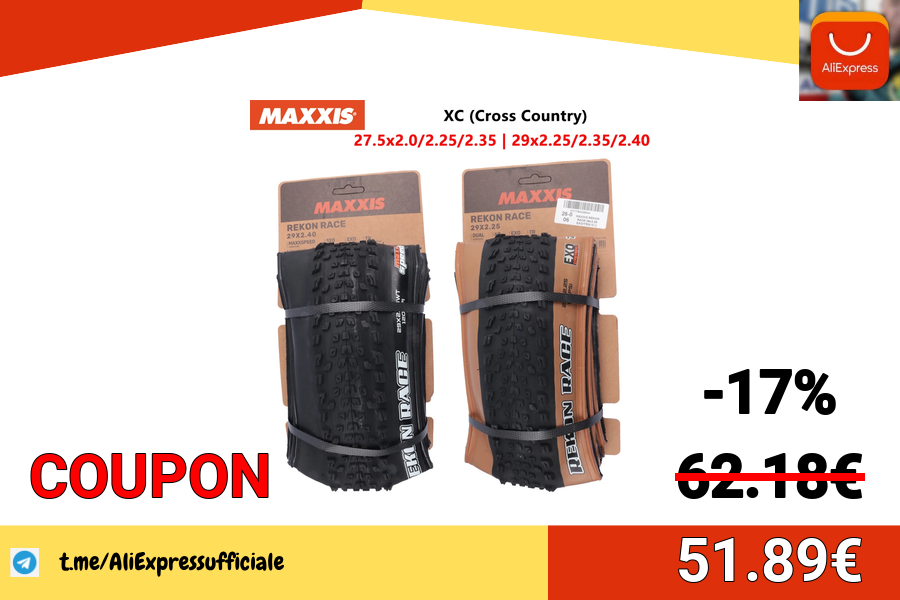 AliExpress
MAXXIS
XC (Cross Country)
27.5x2.0/2.25/2.35 | 29x2.25/2.35/2.40
MAXXIS
REKON RACE
29X2.40
MAXXIS
REKON RACE
29X2.25
DUAL
EXO
RACE
REKON RACE
-17%
COUPON
62.18€
t.me/AliExpressufficiale
51.89€